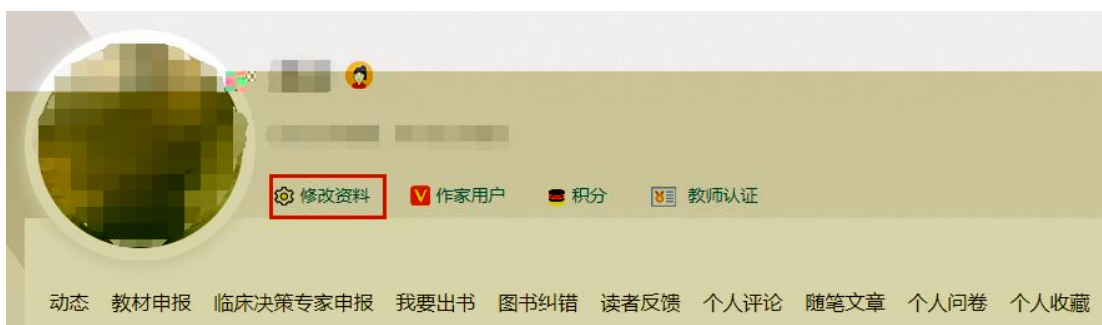 修改资料 V 作家用户 积分 教师认证
动态 教材申报 临床决策专家申报 我要出书 图书纠错 读者反馈 个人评论 随笔文章 个人问卷 个人收藏